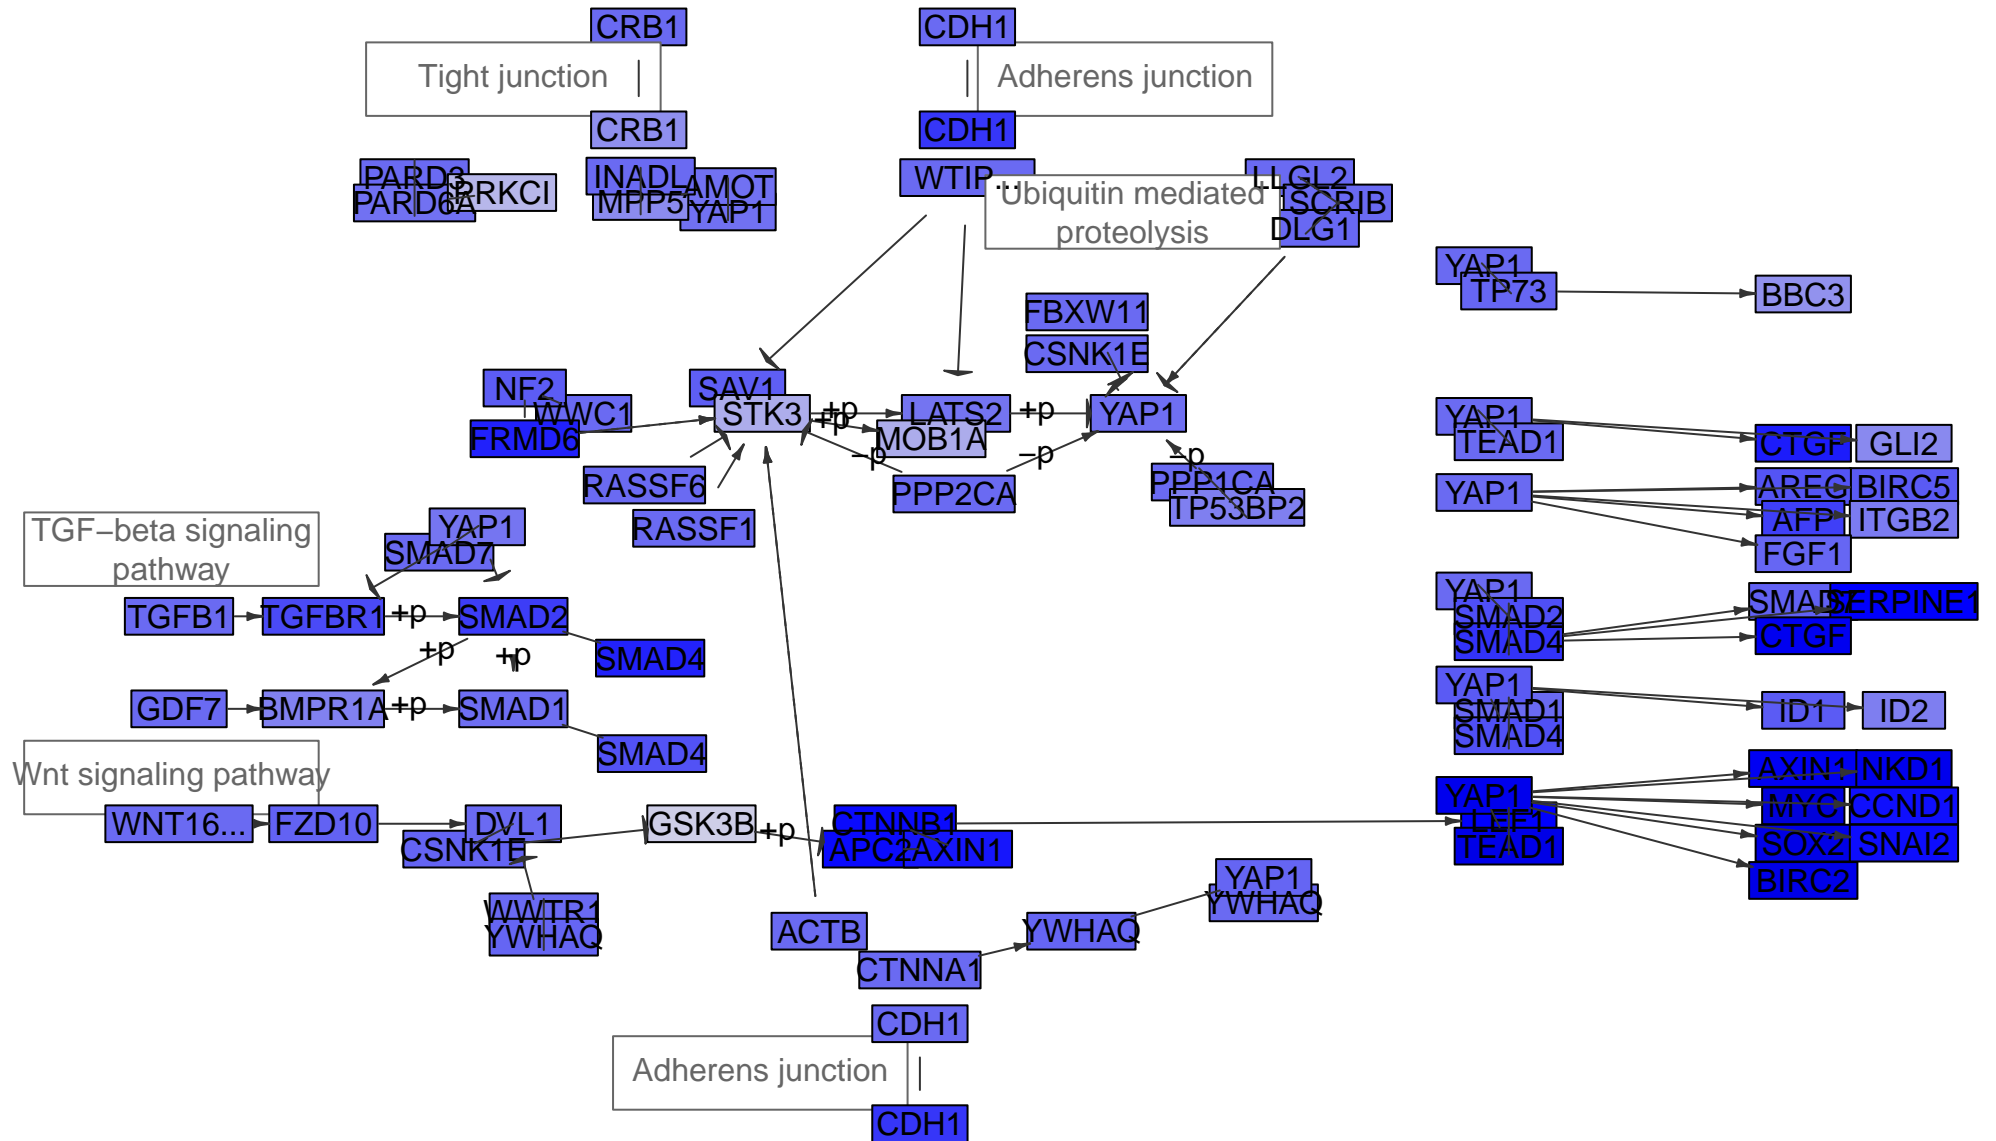 CRB1
CDH1
Tight junction
Adherens junction
CRB1
CDH1
PARD3
PRKCI
PARD6A
INADL
AMOT
MPP5
YAP1
WTIP...
LLGL2
Ubiquitin mediated
proteolysis
SCRIB
DLG1
YAP1
TP73
BBC3
FBXW11
CSNK1E
NF2
WWC1
FRMD6
SAV1
STK3
+p
+p
LATS2
MOB1A
+p
YAP1
−p
−p
−p
RASSF6
RASSF1
PPP2CA
PPP1CA
TP53BP2
YAP1
TEAD1
CTGF
GLI2
YAP1
AREG
BIRC5
AFP
ITGB2
FGF1
TGF−beta signaling
pathway
YAP1
SMAD7
TGFB1
TGFBR1
+p
SMAD2
+p
+p
SMAD4
GDF7
BMPR1A
+p
SMAD1
SMAD4
YAP1
SMAD2
SMAD4
SMAD7
SERPINE1
CTGF
YAP1
SMAD1
SMAD4
ID1
ID2
Wnt signaling pathway
WNT16...
FZD10
DVL1
CSNK1E
GSK3B
+p
CTNNB1
APC2
AXIN1
YAP1
LEF1
TEAD1
AXIN1
NKD1
MYC
CCND1
SOX2
SNAI2
BIRC2
WWTR1
YWHAQ
ACTB
CTNNA1
YWHAQ
YAP1
YWHAQ
CDH1
Adherens junction
CDH1